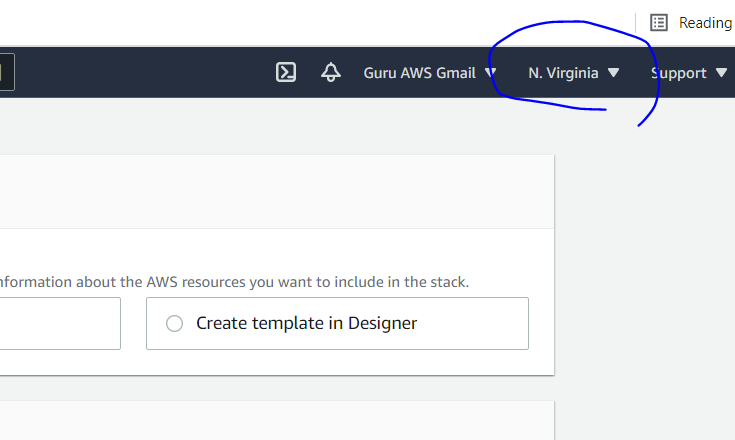 Reading
Guru AWS Gmail N. Virginia Support
nformation about the AWS resources you want to include in the stack.
Create template in Designer